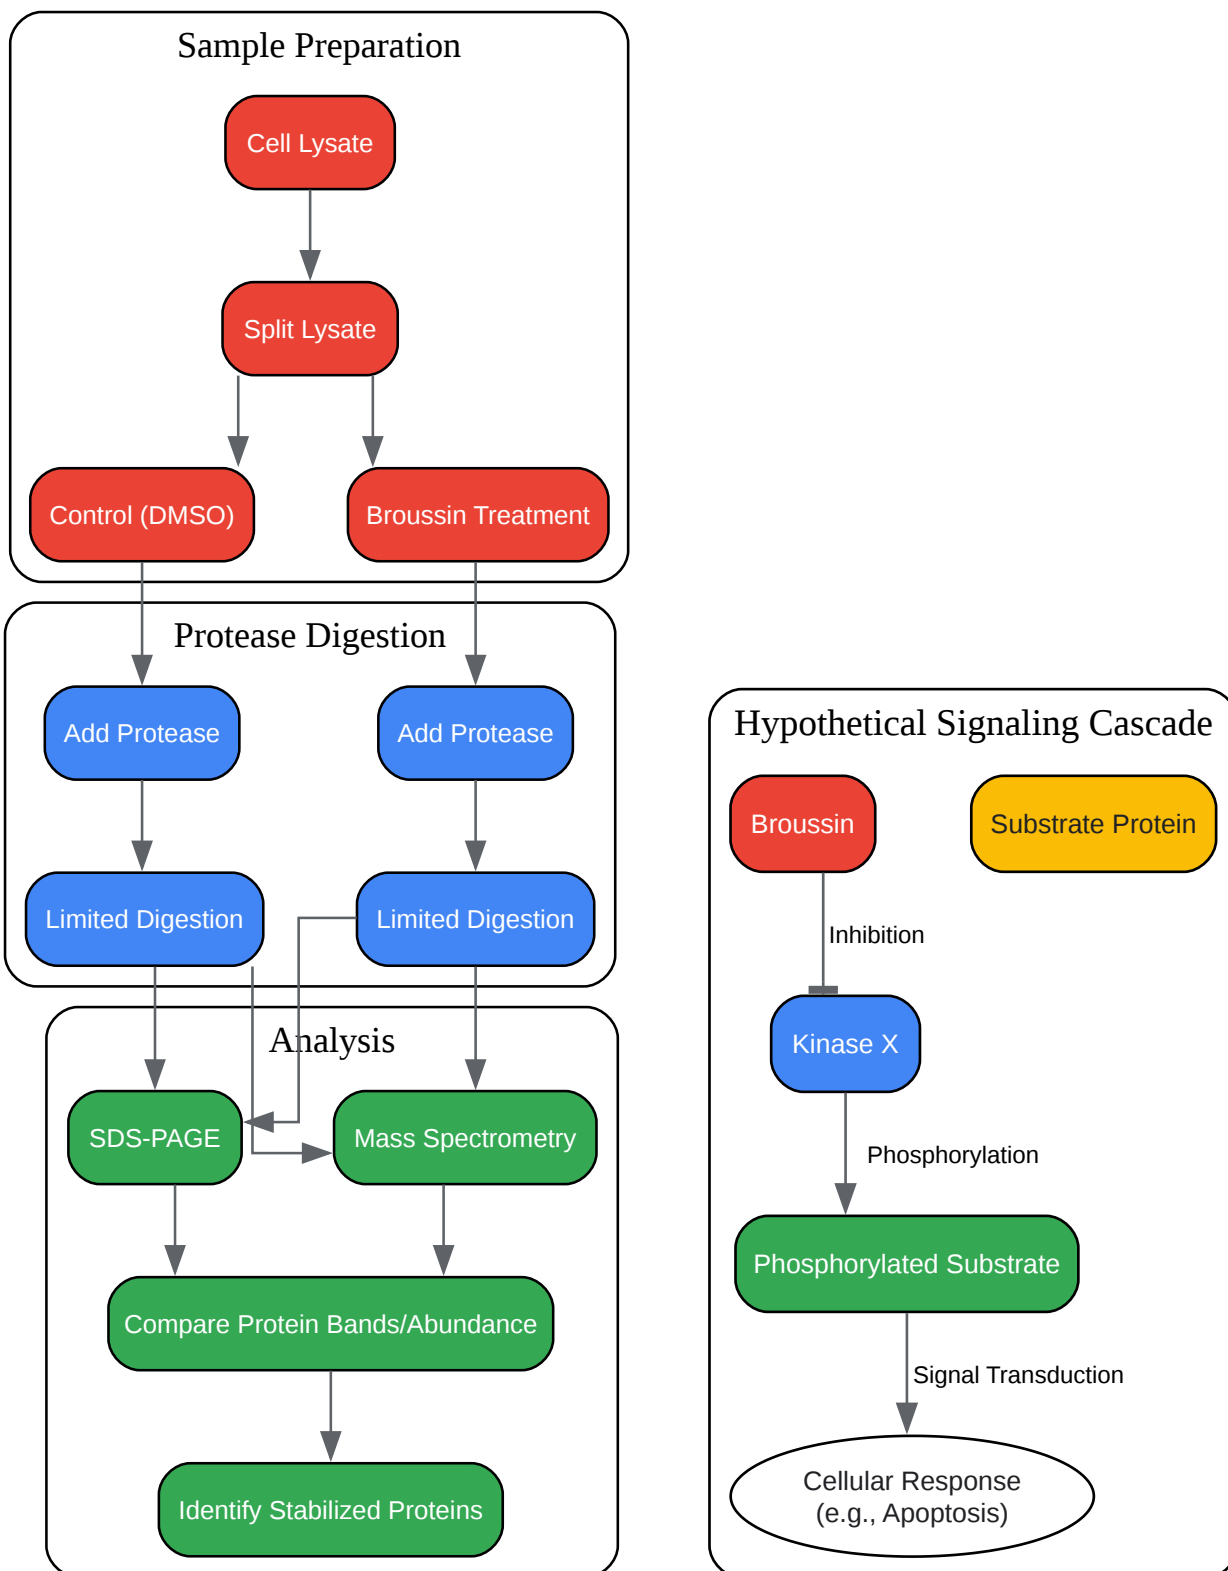 Sample Preparation
Cell Lysate
Split Lysate
Control (DMSO)
Broussin Treatment
Protease Digestion
Add Protease
Add Protease
Limited Digestion
Limited Digestion
Analysis
SDS-PAGE
Mass Spectrometry
Compare Protein Bands/Abundance
Identify Stabilized Proteins
Hypothetical Signaling Cascade
Broussin
Substrate Protein
Inhibition
Kinase X
Phosphorylation
Phosphorylated Substrate
Signal Transduction
Cellular Response
(e.g., Apoptosis)